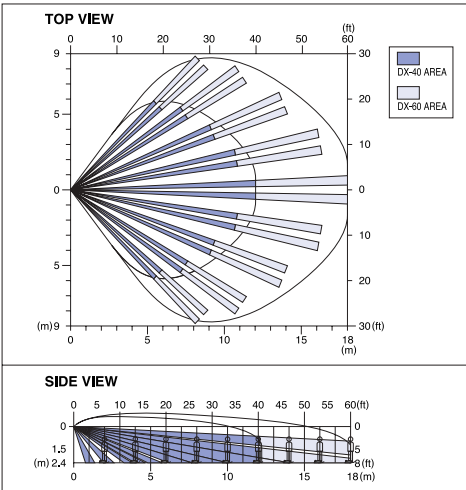 TOP VIEW
0 10 20 30 40 50 60 (ft)
9 30
DX-40 AREA
20
DX-60 AREA
5
10
0 0
10
5
20
(m) 9 30 (ft)
0 5 10 15 18
(m)
SIDE VIEW
0 5 10 15 20 25 30 35 40 45 50 55 60 (ft)
0 0
1.5 5
(m) 2.4 8 (ft)
0 5 10 15 18 (m)